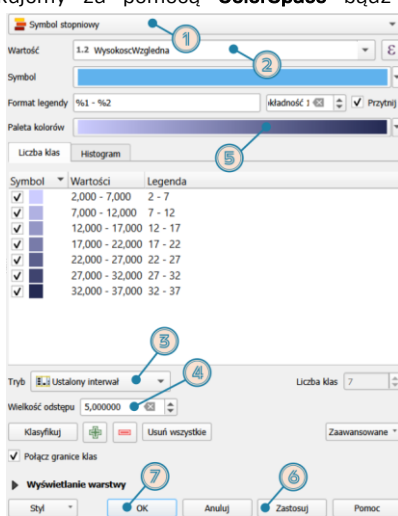 kujemy za pomocą ColorSpace bądź
Symbol stopniowy
1
Wartość 1.2 WysokoscWzgledna ε
2
Symbol
Format legendy %1 - %2 kładność 1 ✓ Przytnij
Paleta kolorów
5
Liczba klas Histogram
Symbol Wartości Legenda
✓ 2,000 - 7,000 2 - 7
✓ 7,000 - 12,000 7 - 12
✓ 12,000 - 17,000 12 - 17
✓ 17,000 - 22,000 17 - 22
✓ 22,000 - 27,000 22 - 27
✓ 27,000 - 32,000 27 - 32
✓ 32,000 - 37,000 32 - 37
3
Tryb Ustalony interwał Liczba klas 7
4
Wielkość odstępu 5,000000
Klasyfikuj Usuń wszystkie Zaawansowane
✓ Połącz granice klas
Wyświetlanie warstwy
7 6
Styl OK Anuluj Zastosuj Pomoc